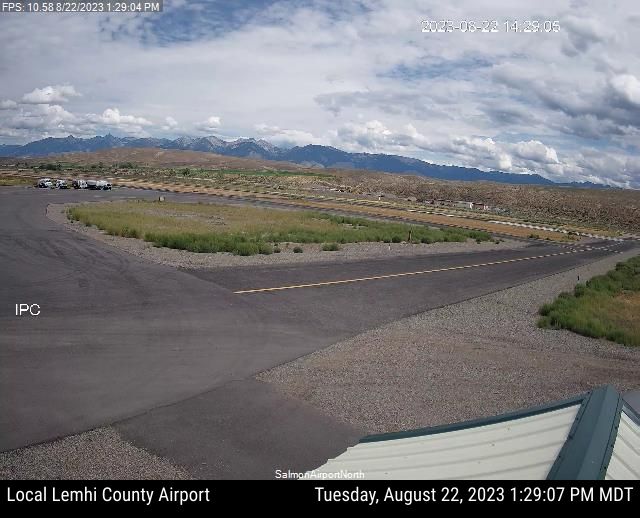 FPS: 10.58 8/22/2023 1:29:04 PM
2023-08-22 14:29:05
IPC
SalmonAirportNorth
Local Lemhi County Airport
Tuesday, August 22, 2023 1:29:07 PM MDT